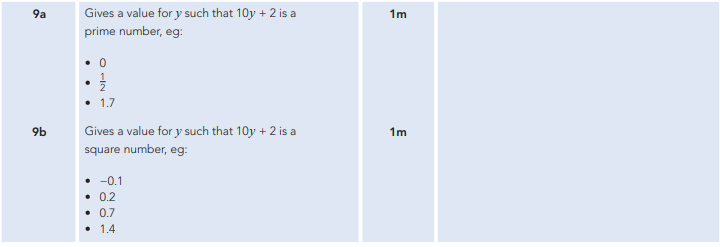 9a Gives a value for y such that 10y + 2 is a 1m
prime number, eg:
• 0
• 1/2
• 1.7
9b Gives a value for y such that 10y + 2 is a 1m
square number, eg:
• −0.1
• 0.2
• 0.7
• 1.4